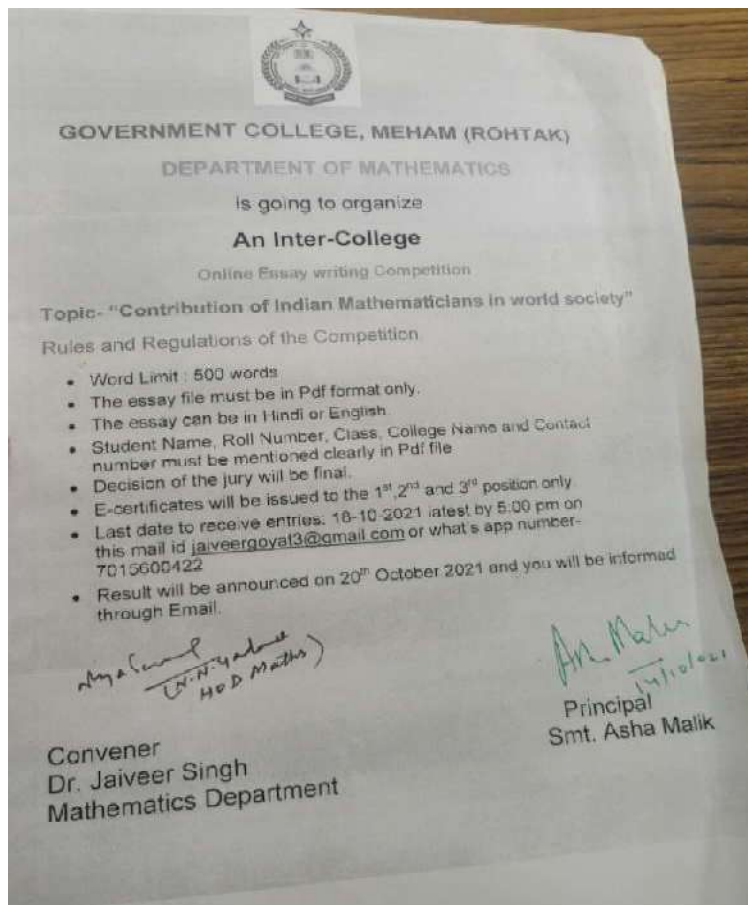 GOVERNMENT COLLEGE, MEHAM (ROHTAK)
DEPARTMENT OF MATHEMATICS
is going to organize
An Inter-College
Online Essay writing Competition
Topic- "Contribution of Indian Mathematicians in world society"
Rules and Regulations of the Competition
• Word Limit : 500 words
• The essay file must be in Pdf format only.
• The essay can be in Hindi or English.
• Student Name, Roll Number, Class, College Name and Contact
number must be mentioned clearly in Pdf file
• Decision of the jury will be final.
• E-certificates will be issued to the 1st,2nd and 3rd position only
• Last date to receive entries: 18-10-2021 latest by 5:00 pm on
this mail id jaiveergoyal3@gmail.com or what's app number-
7015600422
• Result will be announced on 20th October 2021 and you will be informed
through Email.
(N.N. Yadav
HOD Maths)
14/10/2021
Principal
Smt. Asha Malik
Convener
Dr. Jaiveer Singh
Mathematics Department